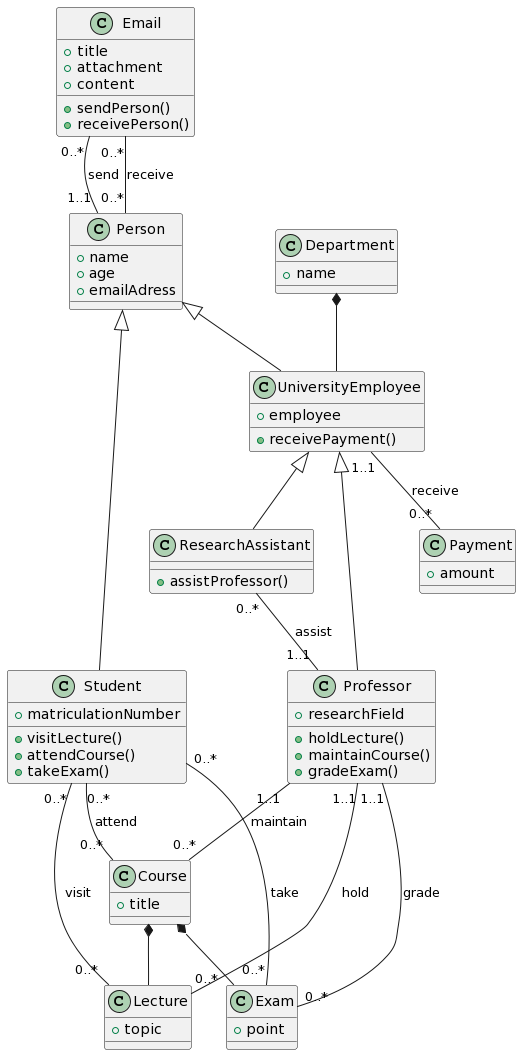 C Email
title
attachment
content
sendPerson()
receivePerson()
0..* 0..*
send receive
1..1 0..*
C Person
name
age
emailAdress
C Department
name
C UniversityEmployee
employee
receivePayment()
1..1
receive
0..*
C ResearchAssistant
assistProfessor()
C Payment
amount
0..*
assist
1..1
C Student
matriculationNumber
visitLecture()
attendCourse()
takeExam()
C Professor
researchField
holdLecture()
maintainCourse()
gradeExam()
0..*
0..* 0..* 1..1 1..1 1..1
attend maintain
0..* 0..*
C Course
title
visit take hold grade
0..* 0..* 0..* 0..*
C Lecture
topic
C Exam
point